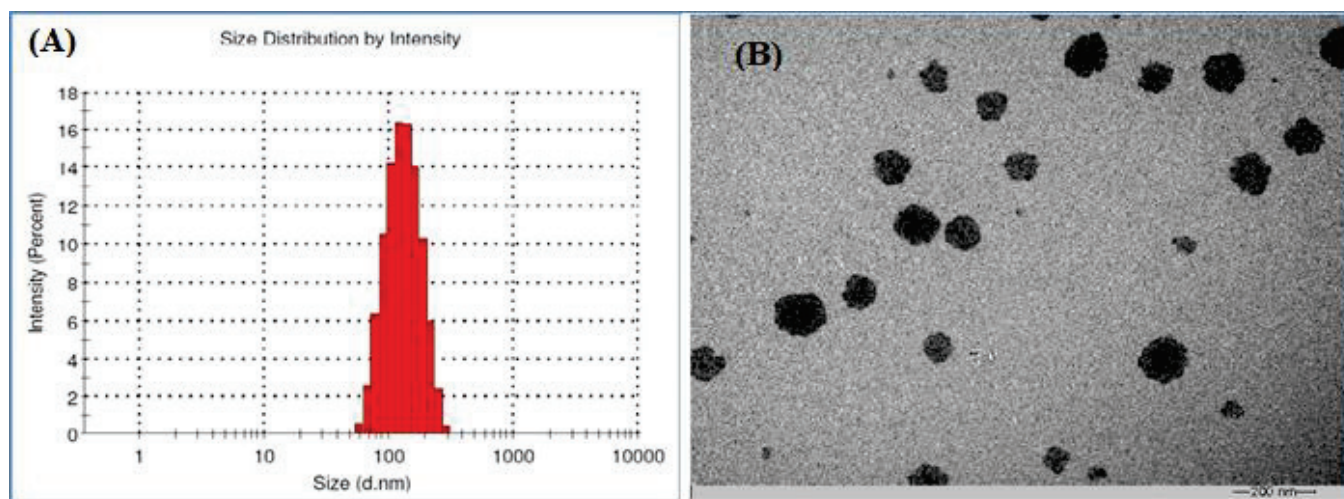 (A)
Size Distribution by Intensity
18
16
14
12
10
8
6
4
2
0
Intensity (Percent)
1 10 100 1000 10000
Size (d.nm)
(B)
200 nm